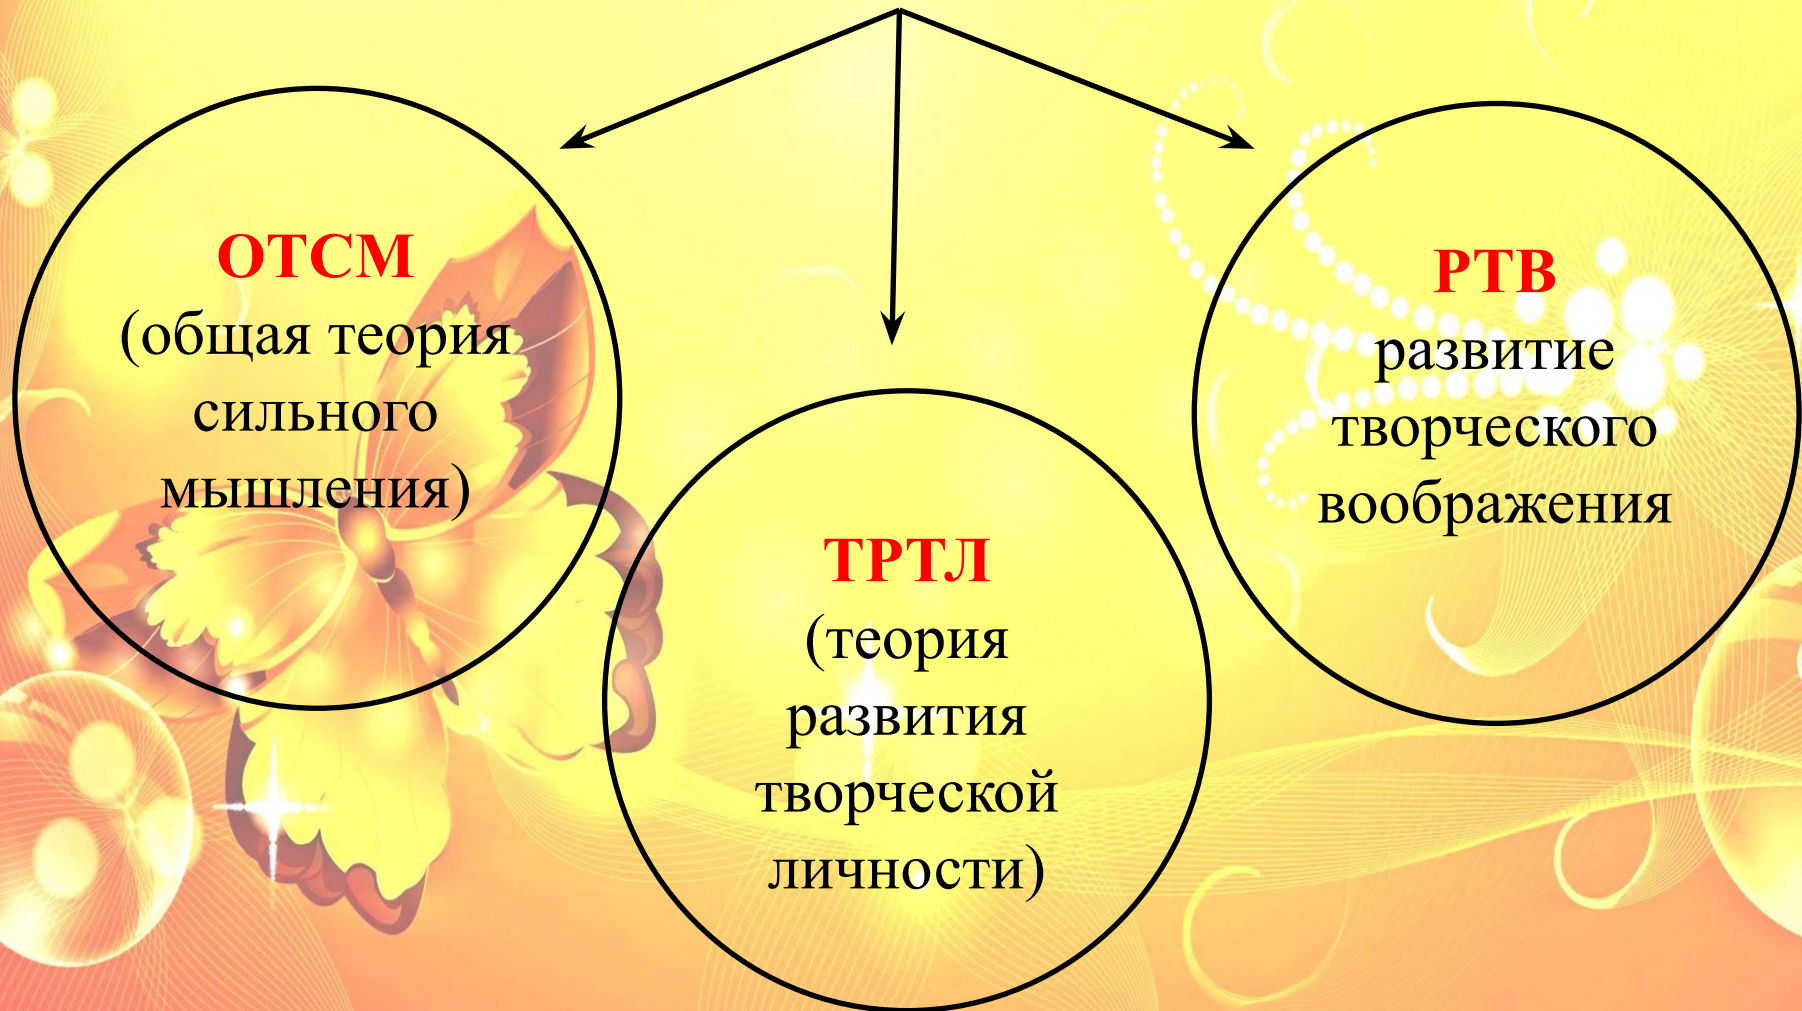 ОТСМ
(общая теория
сильного
мышления)
ТРТЛ
(теория
развития
творческой
личности)
РТВ
развитие
творческого
воображения